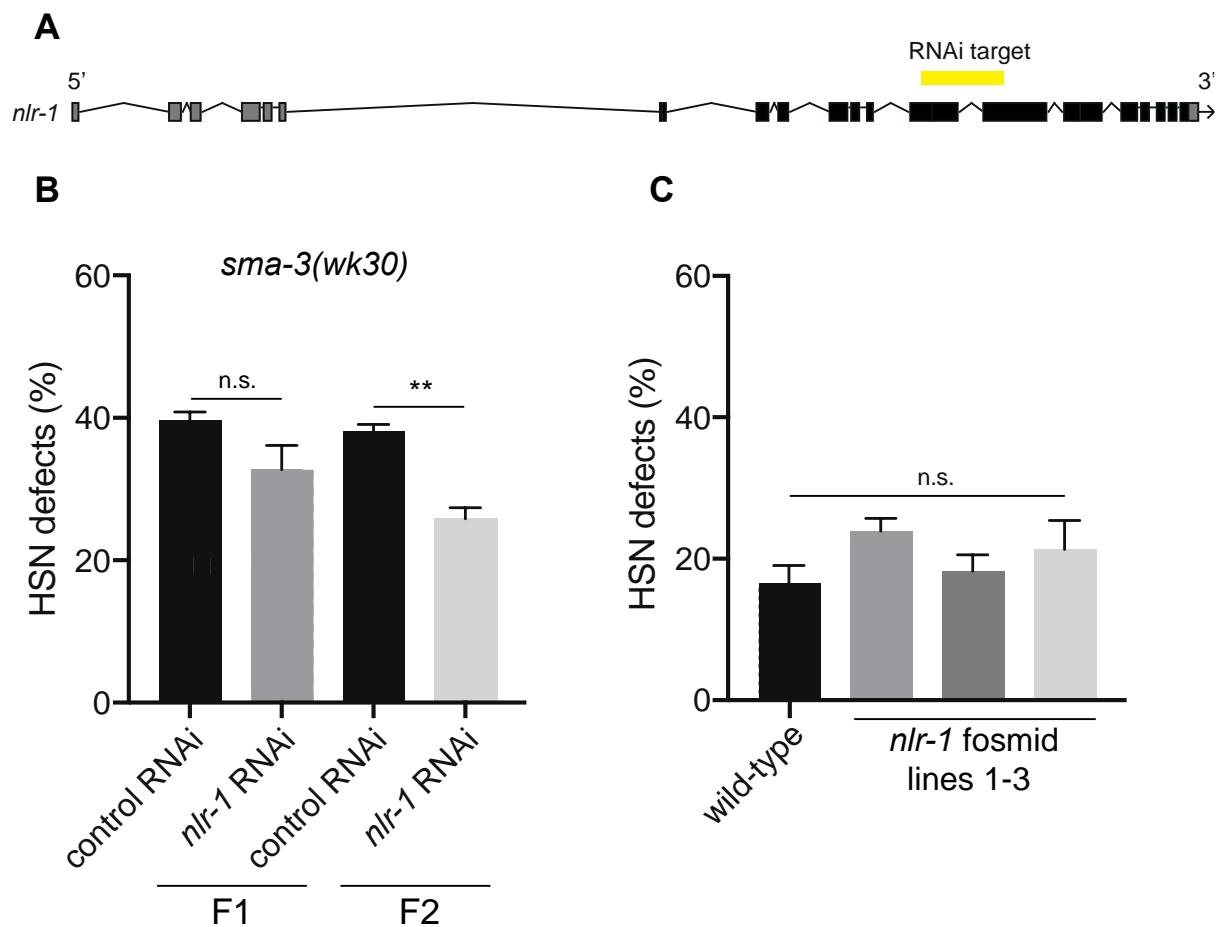 A
RNAi target
5’
3’
nlr-1
B
C
sma-3(wk30)
HSN defects (%)
60
40
20
0
n.s.
**
control RNAi
nlr-1 RNAi
control RNAi
nlr-1 RNAi
F1
F2
HSN defects (%)
60
40
20
0
n.s.
wild-type
nlr-1 fosmid
lines 1-3